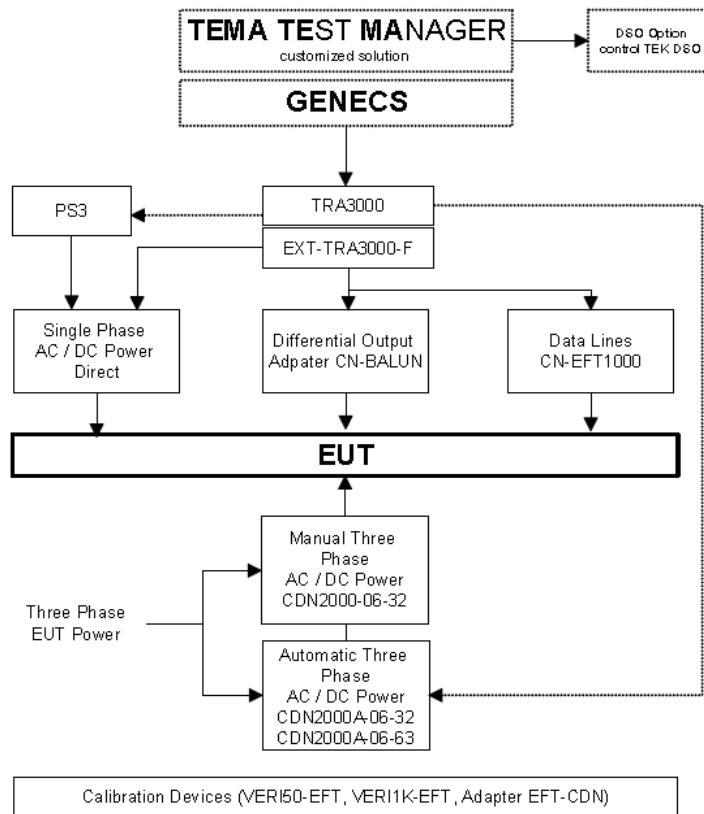 TEMA TEST MANAGER
customized solution
DSO Option
control TEK DSO
GENECS
PS3
TRA3000
EXT-TRA3000-F
Single Phase
AC / DC Power
Direct
Differential Output
Adpater CN-BALUN
Data Lines
CN-EFT1000
EUT
Manual Three
Phase
AC / DC Power
CDN2000-06-32
Three Phase
EUT Power
Automatic Three
Phase
AC / DC Power
CDN2000A-06-32
CDN2000A-06-63
Calibration Devices (VERI50-EFT, VERI1K-EFT, Adapter EFT-CDN)